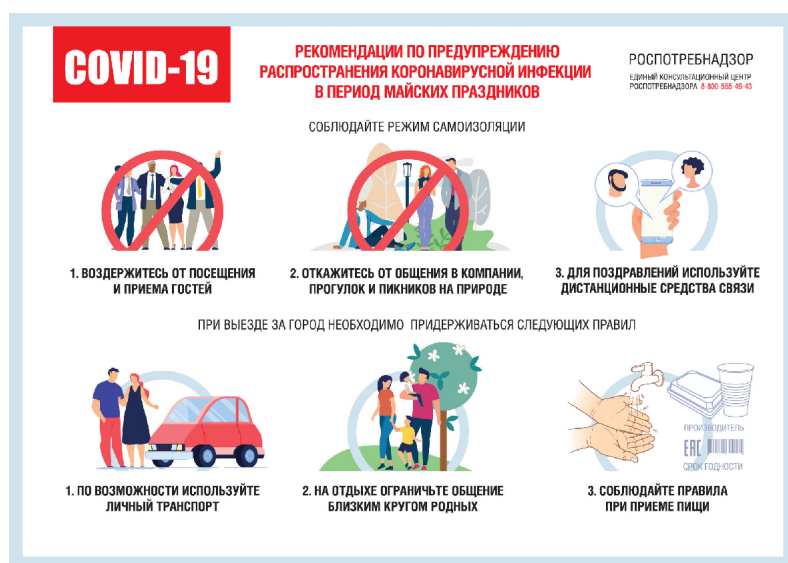 COVID-19
РЕКОМЕНДАЦИИ ПО ПРЕДУПРЕЖДЕНИЮ
РАСПРОСТРАНЕНИЯ КОРОНАВИРУСНОЙ ИНФЕКЦИИ
В ПЕРИОД МАЙСКИХ ПРАЗДНИКОВ
РОСПОТРЕБНАДЗОР
ЕДИНЫЙ КОНСУЛЬТАЦИОННЫЙ ЦЕНТР
РОСПОТРЕБНАДЗОРА 8-800-555-49-43
СОБЛЮДАЙТЕ РЕЖИМ САМОИЗОЛЯЦИИ
1. ВОЗДЕРЖИТЕСЬ ОТ ПОСЕЩЕНИЯ
И ПРИЕМА ГОСТЕЙ
2. ОТКАЖИТЕСЬ ОТ ОБЩЕНИЯ В КОМПАНИИ,
ПРОГУЛОК И ПИКНИКОВ НА ПРИРОДЕ
3. ДЛЯ ПОЗДРАВЛЕНИЙ ИСПОЛЬЗУЙТЕ
ДИСТАНЦИОННЫЕ СРЕДСТВА СВЯЗИ
ПРИ ВЫЕЗДЕ ЗА ГОРОД НЕОБХОДИМО ПРИДЕРЖИВАТЬСЯ СЛЕДУЮЩИХ ПРАВИЛ
ПРОИЗВОДИТЕЛЬ
EAC
СРОК ГОДНОСТИ
1. ПО ВОЗМОЖНОСТИ ИСПОЛЬЗУЙТЕ
ЛИЧНЫЙ ТРАНСПОРТ
2. НА ОТДЫХЕ ОГРАНИЧЬТЕ ОБЩЕНИЕ
БЛИЗКИМ КРУГОМ РОДНЫХ
3. СОБЛЮДАЙТЕ ПРАВИЛА
ПРИ ПРИЕМЕ ПИЩИ